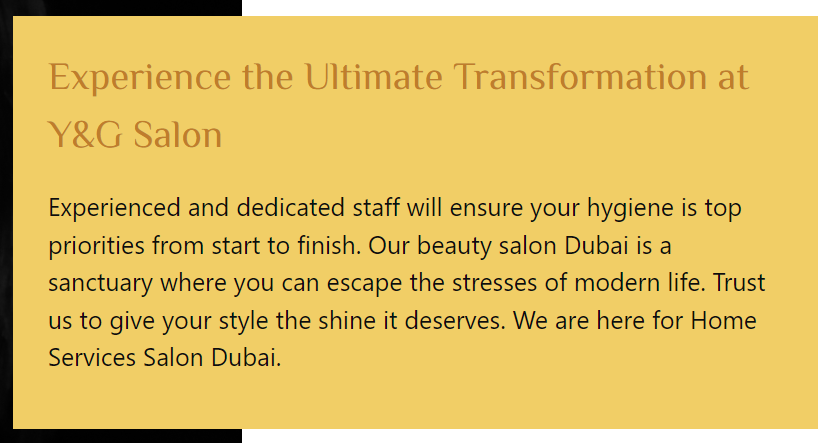 Experience the Ultimate Transformation at
Y&G Salon
Experienced and dedicated staff will ensure your hygiene is top
priorities from start to finish. Our beauty salon Dubai is a
sanctuary where you can escape the stresses of modern life. Trust
us to give your style the shine it deserves. We are here for Home
Services Salon Dubai.